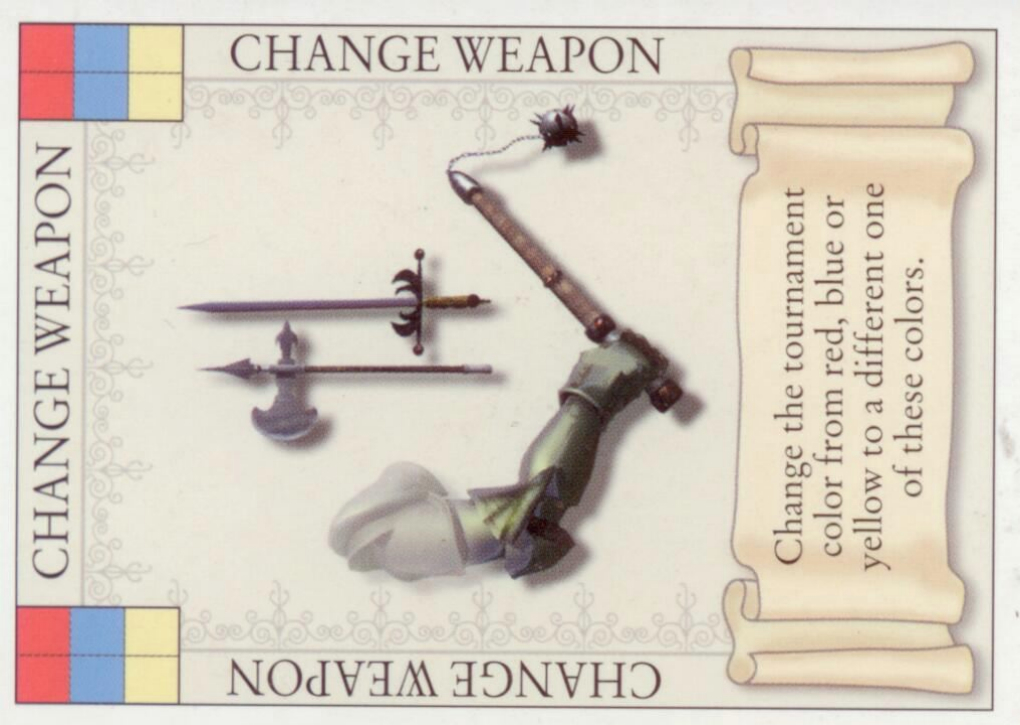 CHANGE WEAPON
CHANGE WEAPON
CHANGE WEAPON
Change the tournament
color from red, blue or
yellow to a different one
of these colors.